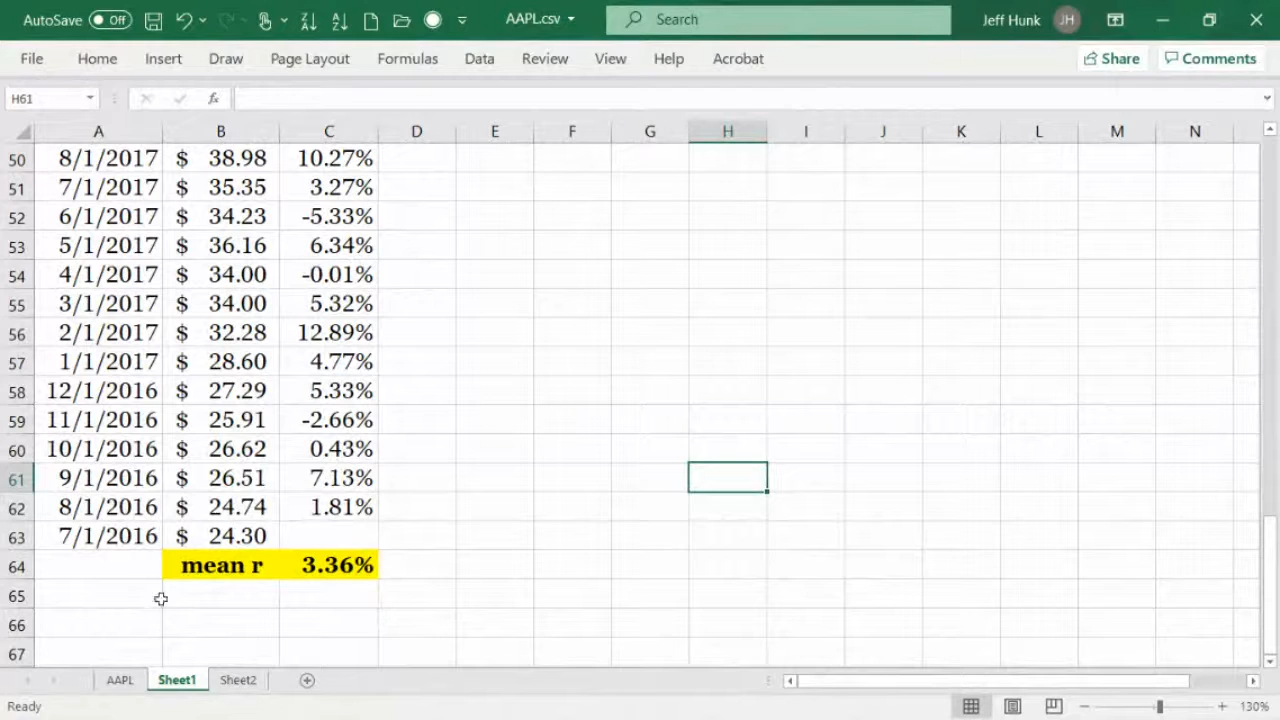 AutoSave Off AAPL.csv Search Jeff Hunk JH
File Home Insert Draw Page Layout Formulas Data Review View Help Acrobat Share Comments
H61 fx
A B C D E F G H I J K L M N
50 8/1/2017 $ 38.98 10.27%
51 7/1/2017 $ 35.35 3.27%
52 6/1/2017 $ 34.23 -5.33%
53 5/1/2017 $ 36.16 6.34%
54 4/1/2017 $ 34.00 -0.01%
55 3/1/2017 $ 34.00 5.32%
56 2/1/2017 $ 32.28 12.89%
57 1/1/2017 $ 28.60 4.77%
58 12/1/2016 $ 27.29 5.33%
59 11/1/2016 $ 25.91 -2.66%
60 10/1/2016 $ 26.62 0.43%
61 9/1/2016 $ 26.51 7.13%
62 8/1/2016 $ 24.74 1.81%
63 7/1/2016 $ 24.30
64 mean r 3.36%
65
66
67
AAPL Sheet1 Sheet2
Ready 130%